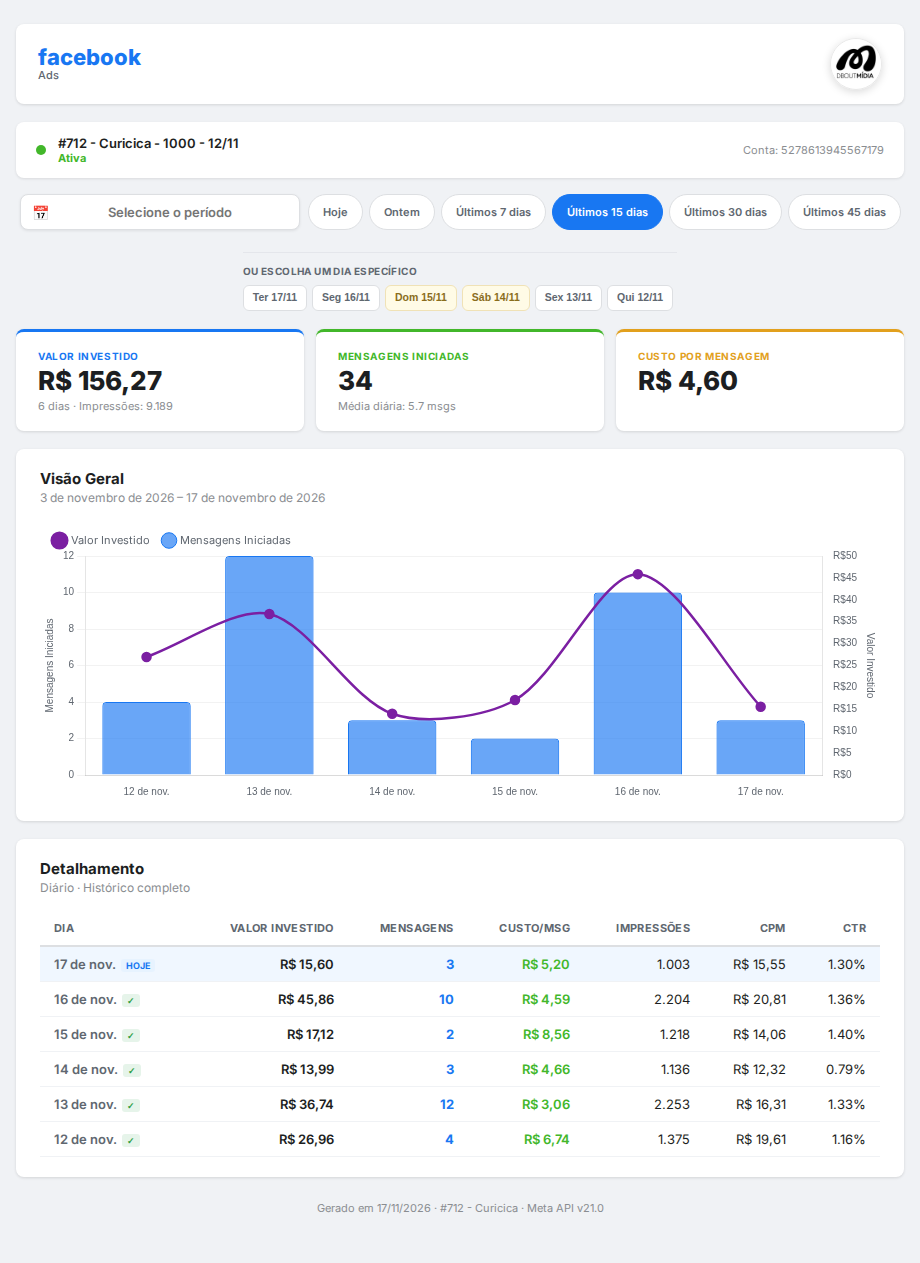 facebook
Ads
DBOUTMÍDIA
#712 - Curicica - 1000 - 12/11
Ativa
Conta: 5278613945567179
Selecione o período
Hoje
Ontem
Últimos 7 dias
Últimos 15 dias
Últimos 30 dias
Últimos 45 dias
OU ESCOLHA UM DIA ESPECÍFICO
Ter 17/11
Seg 16/11
Dom 15/11
Sáb 14/11
Sex 13/11
Qui 12/11
VALOR INVESTIDO
R$ 156,27
6 dias · Impressões: 9.189
MENSAGENS INICIADAS
34
Média diária: 5.7 msgs
CUSTO POR MENSAGEM
R$ 4,60
Visão Geral
3 de novembro de 2026 – 17 de novembro de 2026
Valor Investido
Mensagens Iniciadas
12
10
8
6
4
2
0
Mensagens Iniciadas
R$50
R$45
R$40
R$35
R$30
R$25
R$20
R$15
R$10
R$5
R$0
Valor Investido
12 de nov.
13 de nov.
14 de nov.
15 de nov.
16 de nov.
17 de nov.
Detalhamento
Diário · Histórico completo
DIA VALOR INVESTIDO MENSAGENS CUSTO/MSG IMPRESSÕES CPM CTR
17 de nov. HOJE R$ 15,60 3 R$ 5,20 1.003 R$ 15,55 1.30%
16 de nov. ✓ R$ 45,86 10 R$ 4,59 2.204 R$ 20,81 1.36%
15 de nov. ✓ R$ 17,12 2 R$ 8,56 1.218 R$ 14,06 1.40%
14 de nov. ✓ R$ 13,99 3 R$ 4,66 1.136 R$ 12,32 0.79%
13 de nov. ✓ R$ 36,74 12 R$ 3,06 2.253 R$ 16,31 1.33%
12 de nov. ✓ R$ 26,96 4 R$ 6,74 1.375 R$ 19,61 1.16%
Gerado em 17/11/2026 · #712 - Curicica · Meta API v21.0